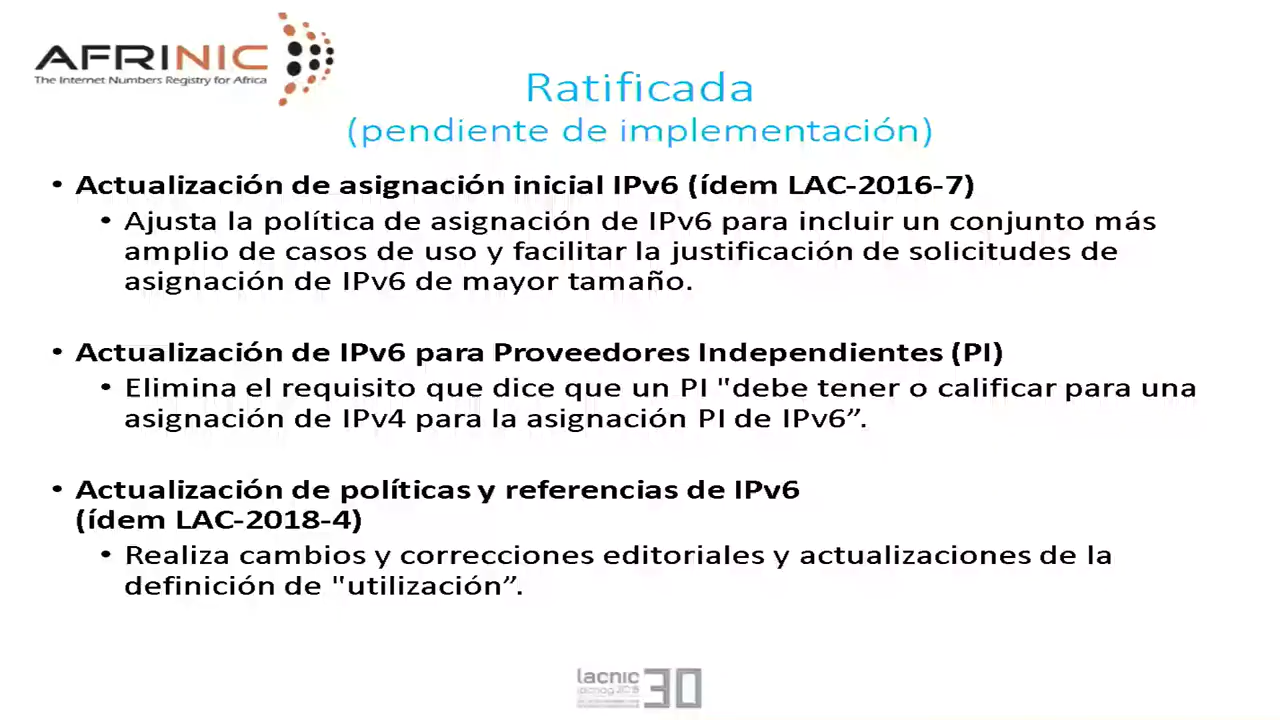 AFRINIC
The Internet Numbers Registry for Africa
Ratificada
(pendiente de implementación)
• Actualización de asignación inicial IPv6 (ídem LAC-2016-7)
• Ajusta la política de asignación de IPv6 para incluir un conjunto más
amplio de casos de uso y facilitar la justificación de solicitudes de
asignación de IPv6 de mayor tamaño.
• Actualización de IPv6 para Proveedores Independientes (PI)
• Elimina el requisito que dice que un PI "debe tener o calificar para una
asignación de IPv4 para la asignación PI de IPv6”.
• Actualización de políticas y referencias de IPv6
(ídem LAC-2018-4)
• Realiza cambios y correcciones editoriales y actualizaciones de la
definición de "utilización”.
lacnic 30